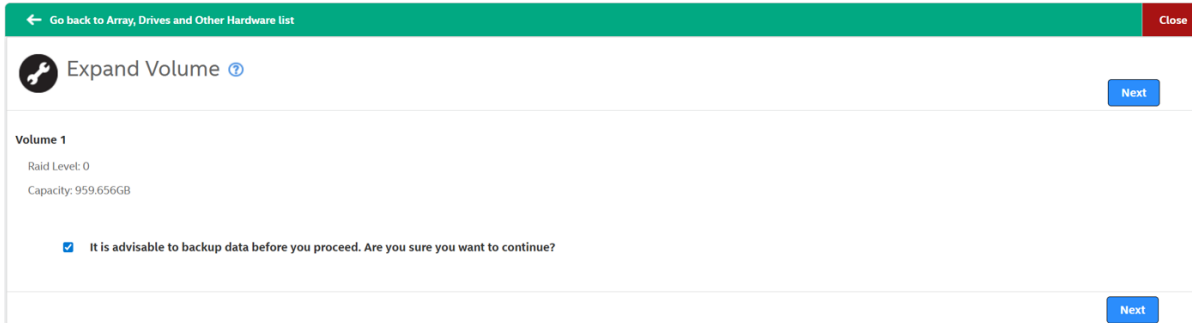 Go back to Array, Drives and Other Hardware list
Close
Expand Volume ?
Next
Volume 1
Raid Level: 0
Capacity: 959.656GB
It is advisable to backup data before you proceed. Are you sure you want to continue?
Next